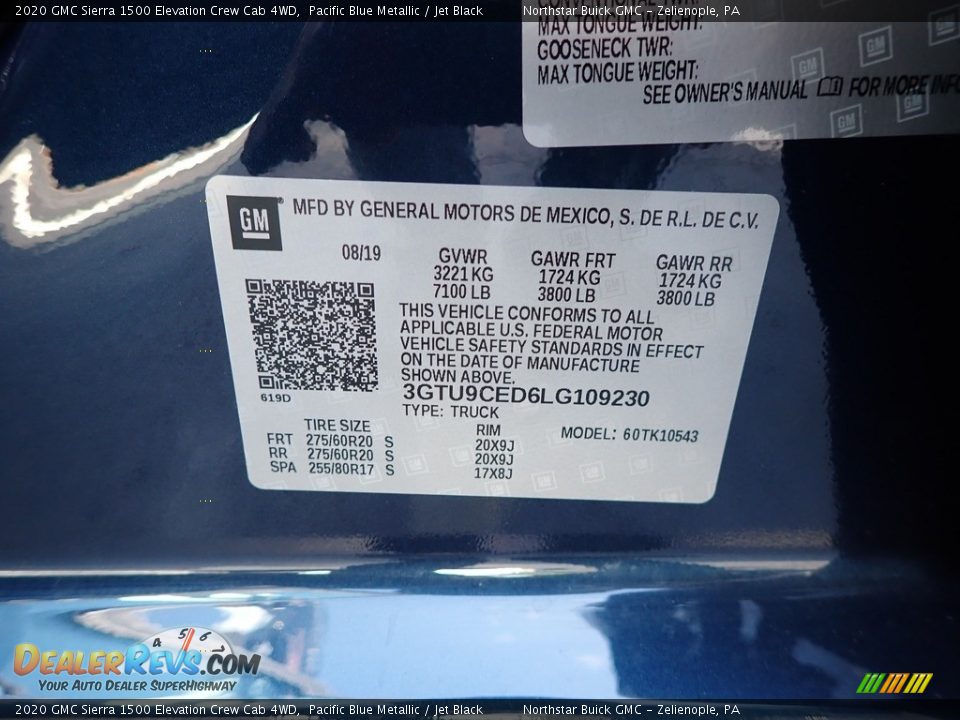 2020 GMC Sierra 1500 Elevation Crew Cab 4WD, Pacific Blue Metallic / Jet Black Northstar Buick GMC - Zelienople, PA
MAX TONGUE WEIGHT:
GOOSENECK TWR:
MAX TONGUE WEIGHT:
SEE OWNER'S MANUAL FOR MORE
GM MFD BY GENERAL MOTORS DE MEXICO, S. DE R.L. DE C.V.
08/19 GVWR GAWR FRT GAWR RR
3221 KG 1724 KG 1724 KG
7100 LB 3800 LB 3800 LB
THIS VEHICLE CONFORMS TO ALL
APPLICABLE U.S. FEDERAL MOTOR
VEHICLE SAFETY STANDARDS IN EFFECT
ON THE DATE OF MANUFACTURE
SHOWN ABOVE.
619D
3GTU9CED6LG109230
TYPE: TRUCK
TIRE SIZE RIM MODEL: 60TK10543
FRT 275/60R20 S 20X9J
RR 275/60R20 S 20X9J
SPA 255/80R17 S 17X8J
4 5 6
DEALERREVS.COM
YOUR AUTO DEALER SUPERHIGHWAY
2020 GMC Sierra 1500 Elevation Crew Cab 4WD, Pacific Blue Metallic / Jet Black Northstar Buick GMC - Zelienople, PA